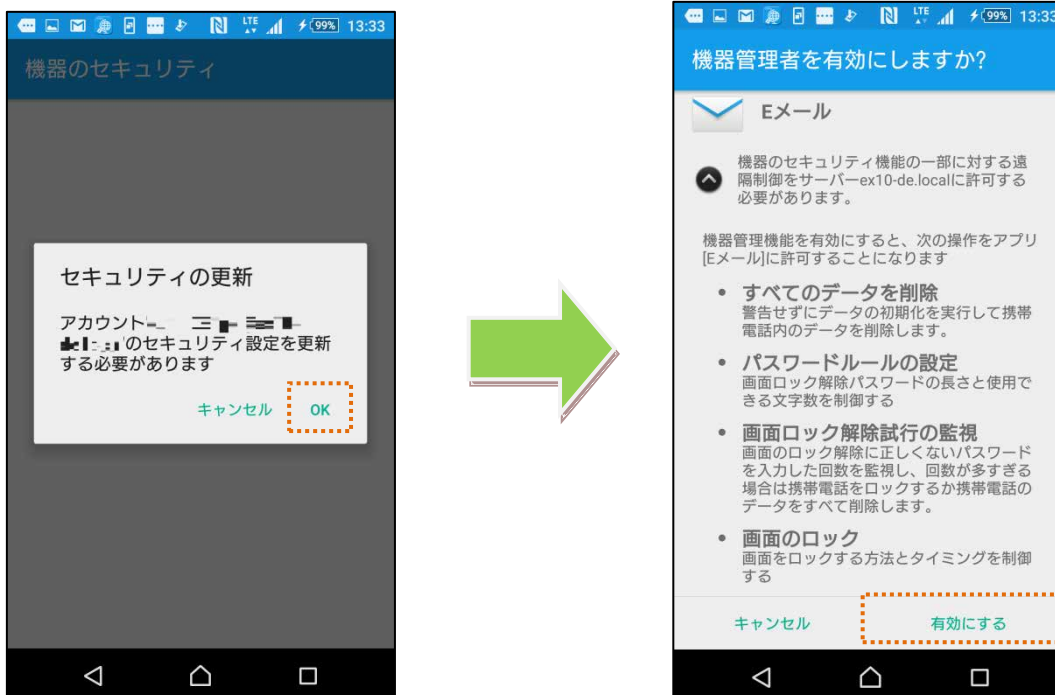 LTE 99% 13:33
機器のセキュリティ
セキュリティの更新
アカウント
のセキュリティ設定を更新
する必要があります
キャンセル OK
LTE 99% 13:33
機器管理者を有効にしますか?
Eメール
機器のセキュリティ機能の一部に対する遠
隔制御をサーバーex10-de.localに許可する
必要があります。
機器管理機能を有効にすると、次の操作をアプリ
[Eメール]に許可することになります
• すべてのデータを削除
警告せずにデータの初期化を実行して携帯
電話内のデータを削除します。
• パスワードルールの設定
画面ロック解除パスワードの長さと使用で
きる文字数を制御する
• 画面ロック解除試行の監視
画面のロック解除に正しくないパスワード
を入力した回数を監視し、回数が多すぎる
場合は携帯電話をロックするか携帯電話の
データをすべて削除します。
• 画面のロック
画面をロックする方法とタイミングを制御
する
キャンセル 有効にする